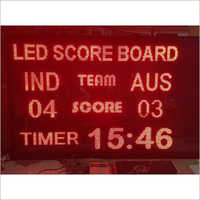 LED SCORE BOARD
IND TEAM AUS
04 SCORE 03
TIMER 15:46